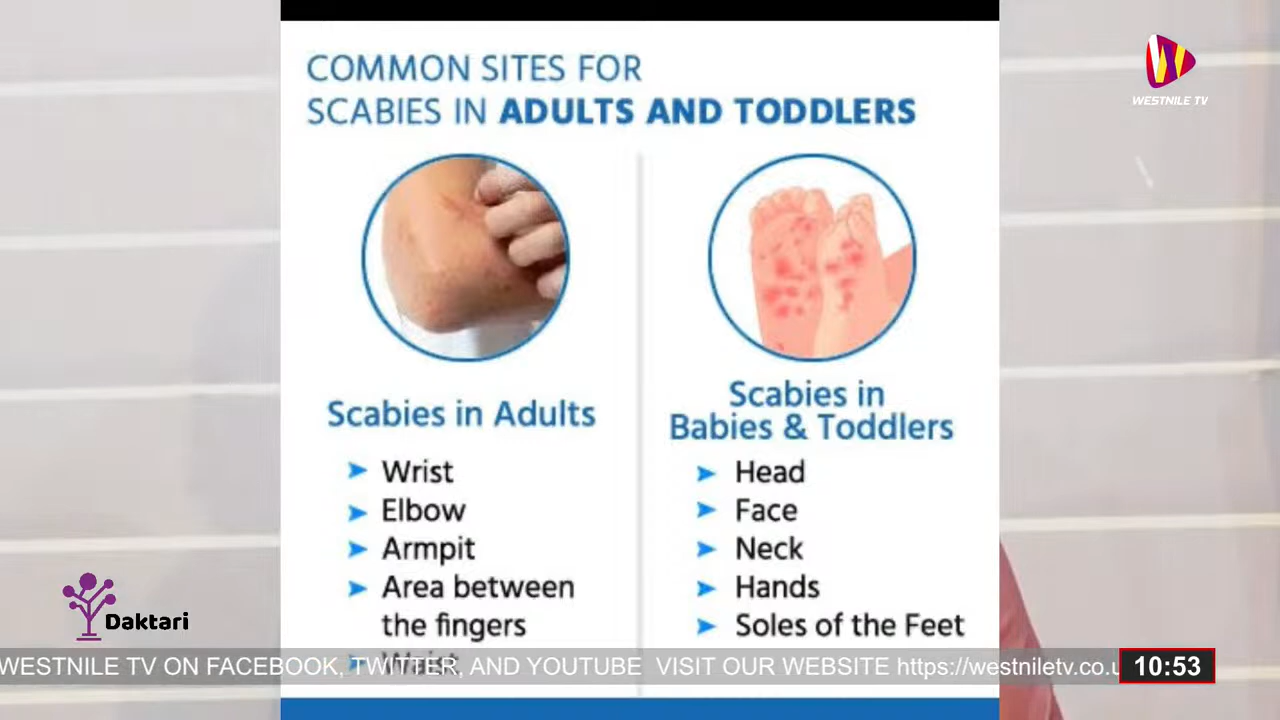 COMMON SITES FOR
SCABIES IN ADULTS AND TODDLERS
WESTNILE TV
Scabies in Adults
Wrist
Elbow
Armpit
Area between
the fingers
Waist
Scabies in
Babies & Toddlers
Head
Face
Neck
Hands
Soles of the Feet
Daktari
WESTNILE TV ON FACEBOOK, TWITTER, AND YOUTUBE VISIT OUR WEBSITE https://westniletv.co.u
10:53